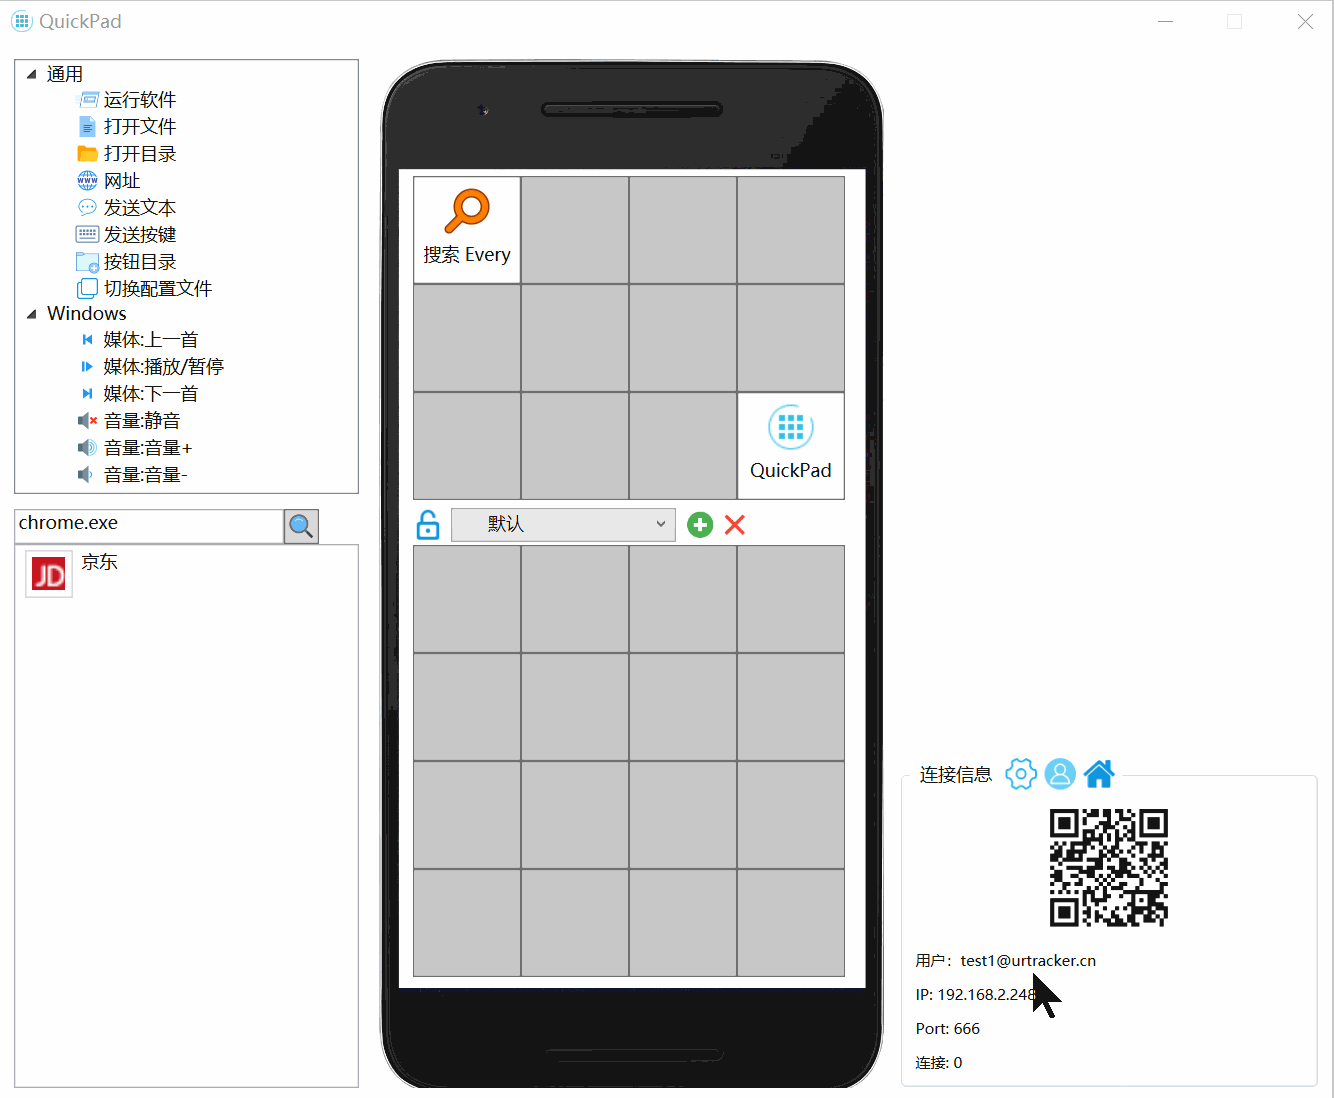 QuickPad
通用
运行软件
打开文件
打开目录
网址
发送文本
发送按键
按钮目录
切换配置文件
Windows
媒体:上一首
媒体:播放/暂停
媒体:下一首
音量:静音
音量:音量+
音量:音量-
chrome.exe
JD
京东
搜索 Every
QuickPad
默认
连接信息
用户：test1@urtracker.cn
IP: 192.168.2.248
Port: 666
连接: 0